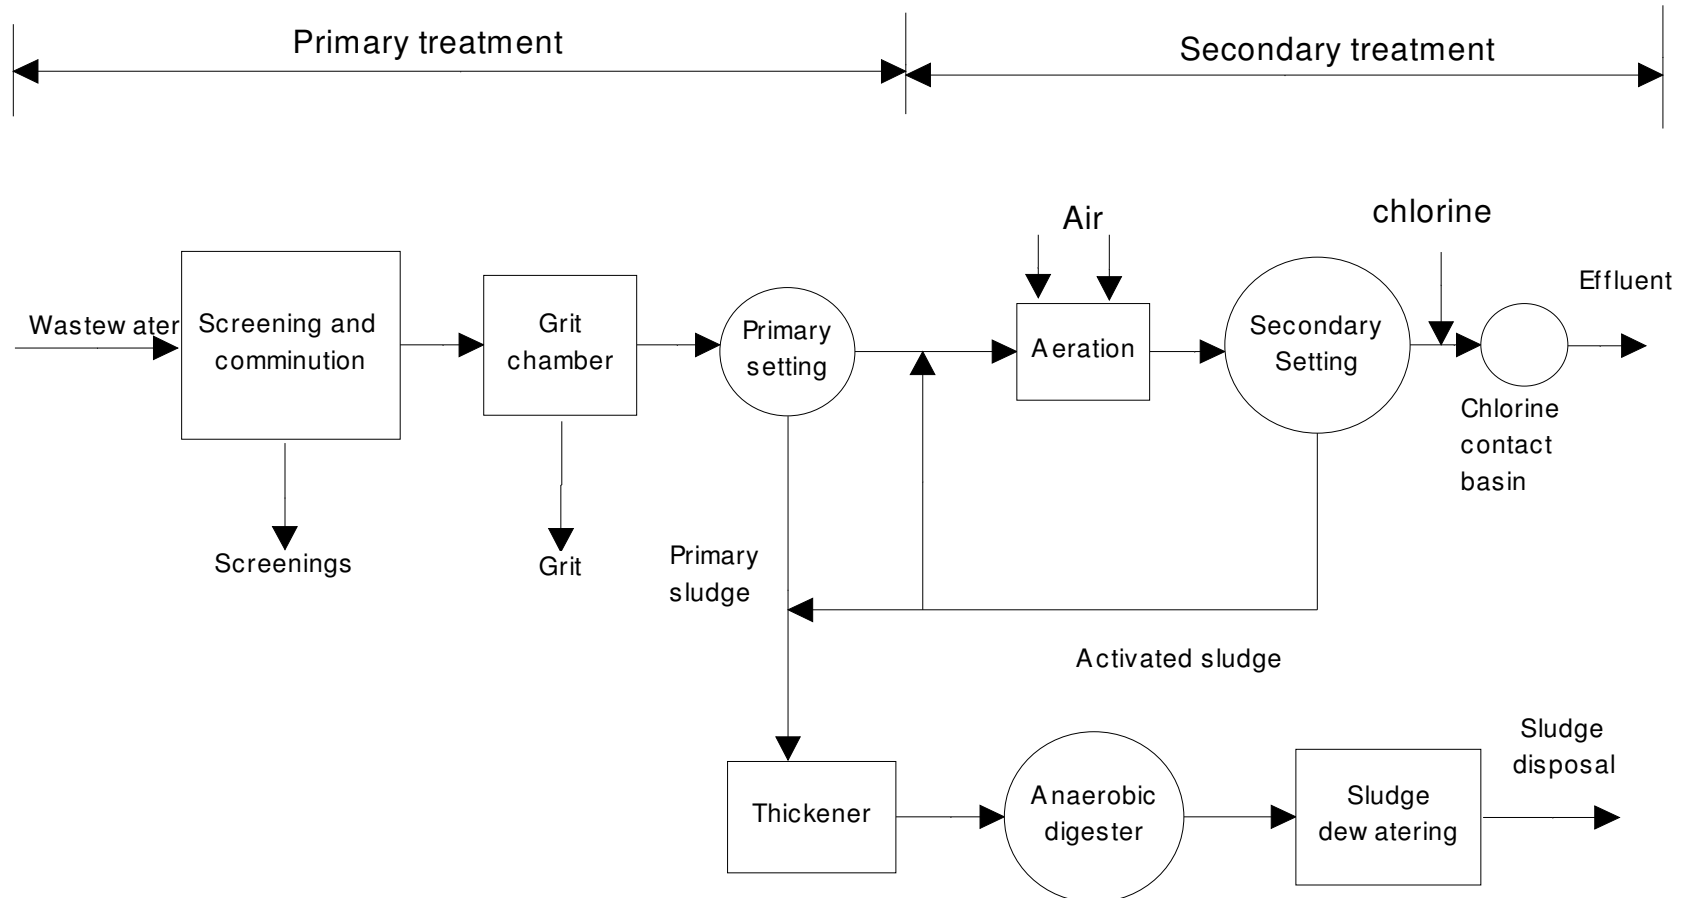 Primary treatment
Secondary treatment
Air
chlorine
Effluent
Wastew ater
Screening and
comminution
Grit
chamber
Primary
setting
Aeration
Secondary
Setting
Chlorine
contact
basin
Screenings
Grit
Primary
sludge
Activated sludge
Thickener
Anaerobic
digester
Sludge
dew atering
Sludge
disposal